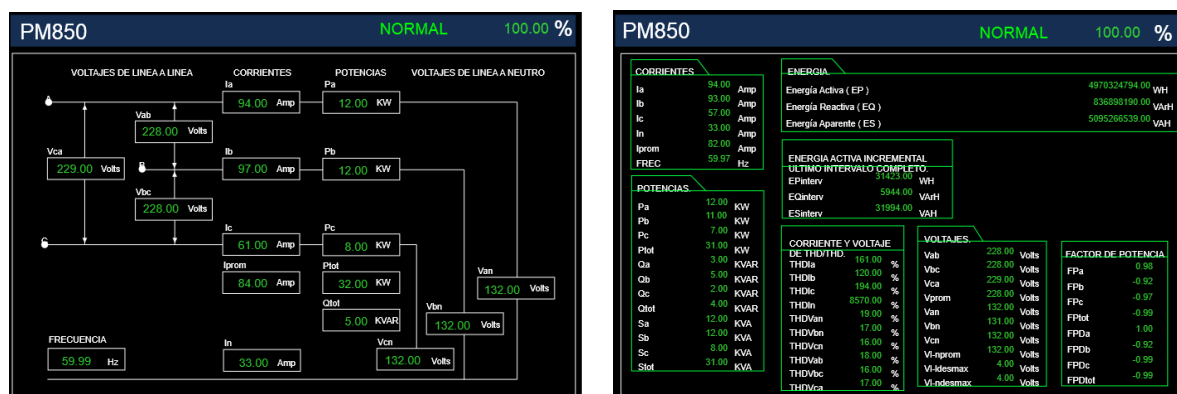 PM850 NORMAL 100.00 %
VOLTAJES DE LINEA A LINEA CORRIENTES POTENCIAS VOLTAJES DE LINEA A NEUTRO
Ia Pa
A 94.00 Amp 12.00 KW
Vab
228.00 Volts
Vca Ib Pb
229.00 Volts B 97.00 Amp 12.00 KW
Vbc
228.00 Volts
Ic Pc
C 61.00 Amp 8.00 KW
Iprom Ptot Van
84.00 Amp 32.00 KW 132.00 Volts
Qtot Vbn
5.00 KVAR 132.00 Volts
FRECUENCIA In Vcn
59.99 Hz 33.00 Amp 132.00 Volts
PM850 NORMAL 100.00 %
CORRIENTES
Ia 94.00 Amp
Ib 93.00 Amp
Ic 57.00 Amp
In 33.00 Amp
Iprom 82.00 Amp
FREC 59.97 Hz
ENERGIA.
Energía Activa ( EP ) 4970324794.00 WH
Energía Reactiva ( EQ ) 836898190.00 VArH
Energía Aparente ( ES ) 5095266539.00 VAH
ENERGIA ACTIVA INCREMENTAL
ULTIMO INTERVALO COMPLETO.
EPinterv 31423.00 WH
EQinterv 5944.00 VArH
ESinterv 31994.00 VAH
POTENCIAS.
Pa 12.00 KW
Pb 11.00 KW
Pc 7.00 KW
Ptot 31.00 KW
Qa 3.00 KVAR
Qb 5.00 KVAR
Qc 2.00 KVAR
Qtot 4.00 KVAR
Sa 12.00 KVA
Sb 12.00 KVA
Sc 8.00 KVA
Stot 31.00 KVA
CORRIENTE Y VOLTAJE
DE THD/THD.
THDIa 161.00 %
THDIb 120.00 %
THDIc 194.00 %
THDIn 8570.00 %
THDVan 19.00 %
THDVbn 17.00 %
THDVcn 16.00 %
THDVab 18.00 %
THDVbc 16.00 %
THDVca 17.00 %
VOLTAJES.
Vab 228.00 Volts
Vbc 228.00 Volts
Vca 229.00 Volts
Vprom 228.00 Volts
Van 132.00 Volts
Vbn 131.00 Volts
Vcn 132.00 Volts
Vl-nprom 132.00 Volts
Vl-ldesmax 4.00 Volts
Vl-ndesmax 4.00 Volts
FACTOR DE POTENCIA
FPa 0.98
FPb -0.92
FPc -0.97
FPtot -0.99
FPDa 1.00
FPDb -0.92
FPDc -0.99
FPDtot -0.99